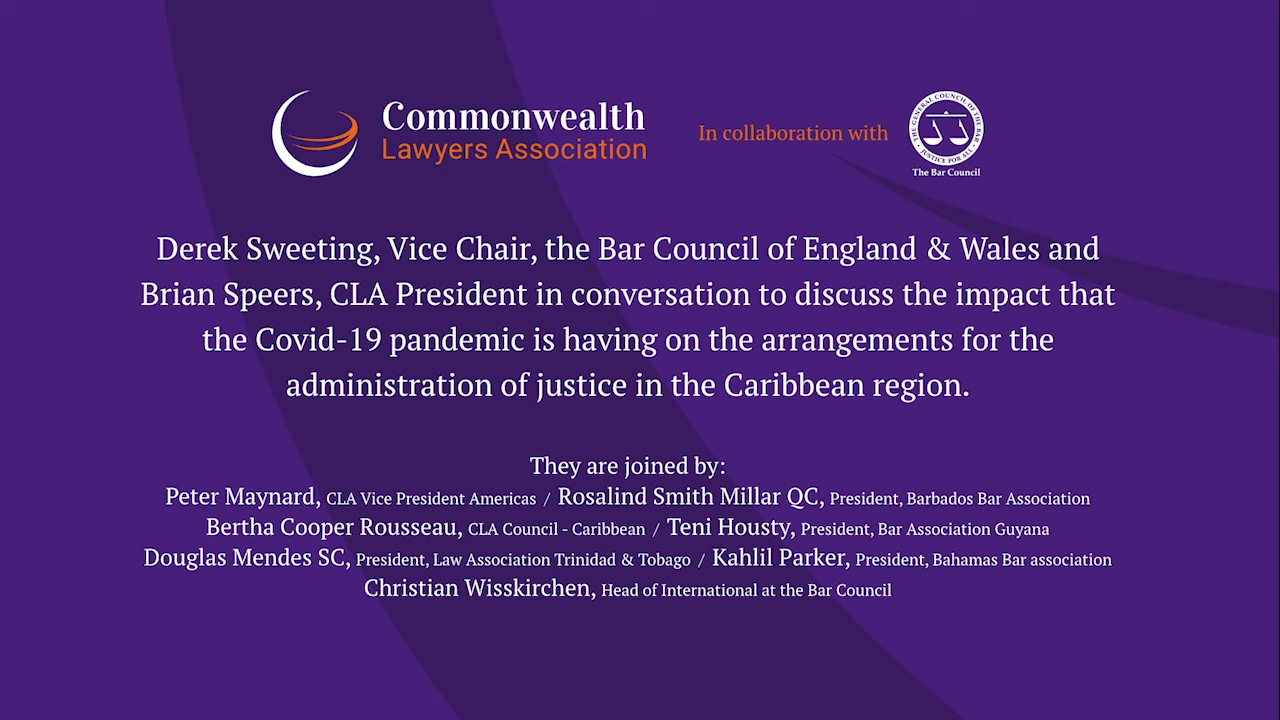 Commonwealth
Lawyers Association
In collaboration with
THE GENERAL COUNCIL OF THE BAR
JUSTICE FOR ALL
The Bar Council
Derek Sweeting, Vice Chair, the Bar Council of England & Wales and
Brian Speers, CLA President in conversation to discuss the impact that
the Covid-19 pandemic is having on the arrangements for the
administration of justice in the Caribbean region.
They are joined by:
Peter Maynard, CLA Vice President Americas / Rosalind Smith Millar QC, President, Barbados Bar Association
Bertha Cooper Rousseau, CLA Council - Caribbean / Teni Housty, President, Bar Association Guyana
Douglas Mendes SC, President, Law Association Trinidad & Tobago / Kahlil Parker, President, Bahamas Bar association
Christian Wisskirchen, Head of International at the Bar Council